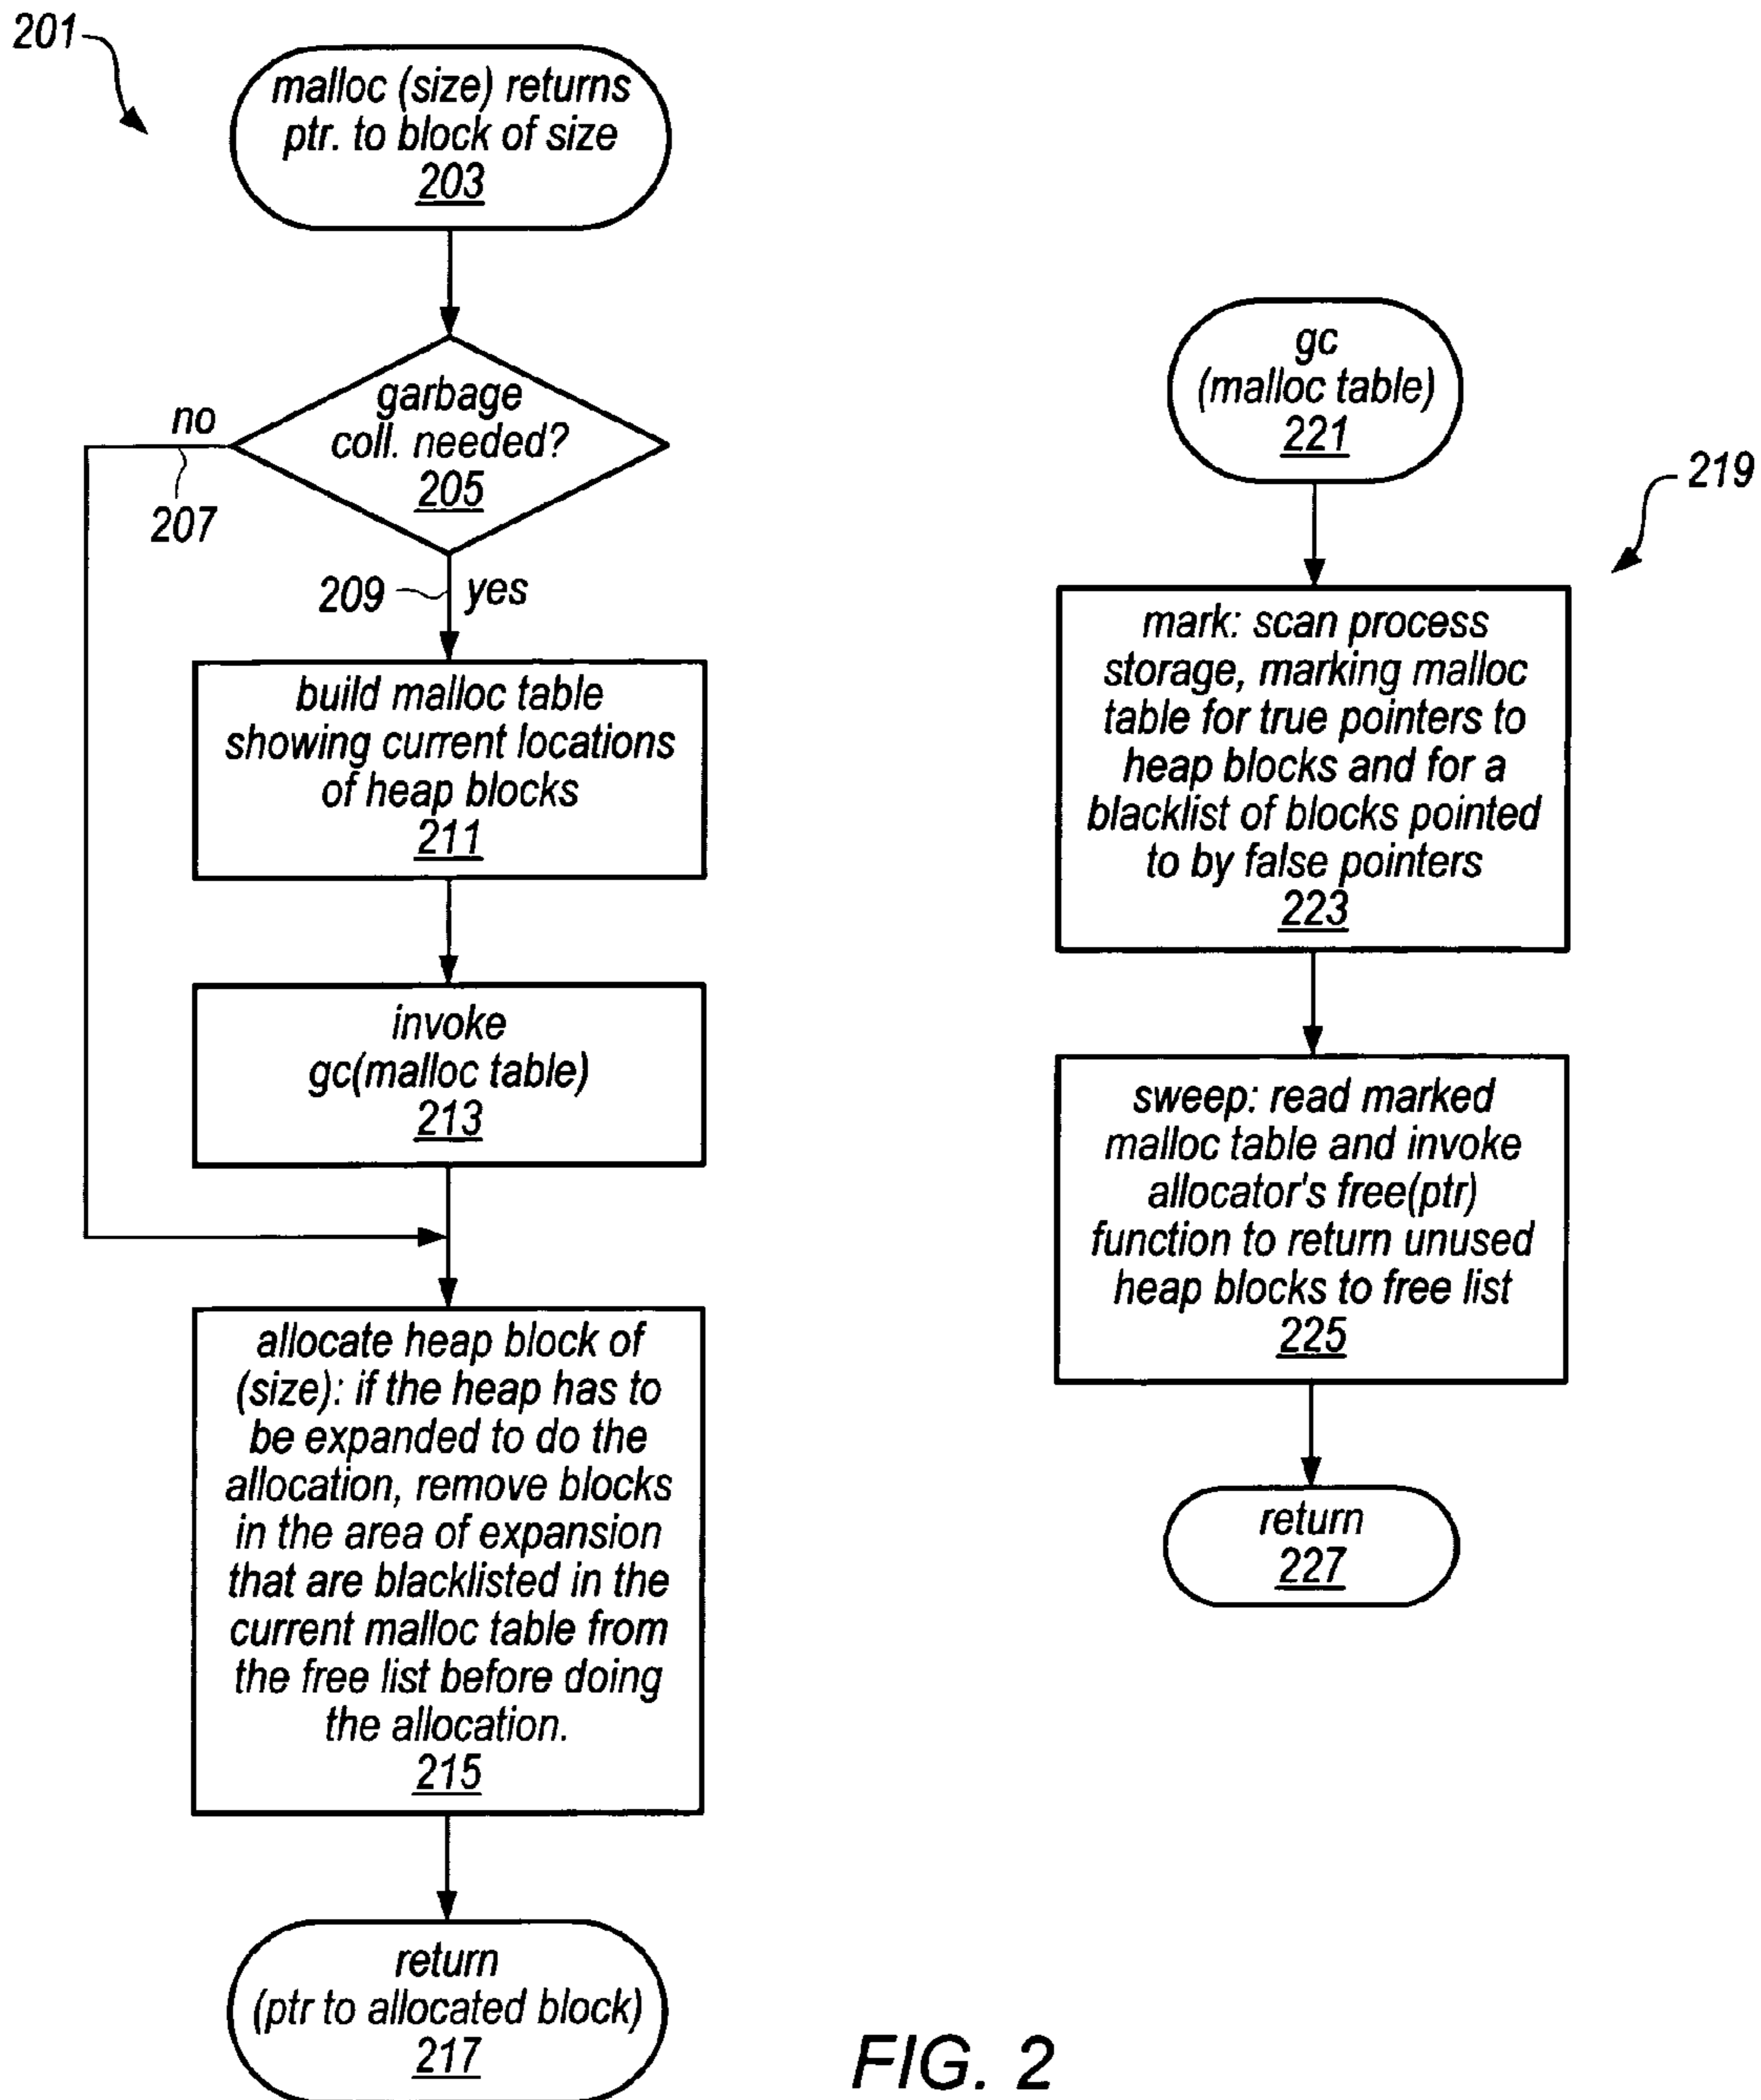 201
malloc (size) returns
ptr. to block of size
203
garbage
coll. needed?
205
no
207
209
yes
build malloc table
showing current locations
of heap blocks
211
invoke
gc(malloc table)
213
allocate heap block of
(size): if the heap has to
be expanded to do the
allocation, remove blocks
in the area of expansion
that are blacklisted in the
current malloc table from
the free list before doing
the allocation.
215
return
(ptr to allocated block)
217
gc
(malloc table)
221
219
mark: scan process
storage, marking malloc
table for true pointers to
heap blocks and for a
blacklist of blocks pointed
to by false pointers
223
sweep: read marked
malloc table and invoke
allocator's free(ptr)
function to return unused
heap blocks to free list
225
return
227
FIG. 2